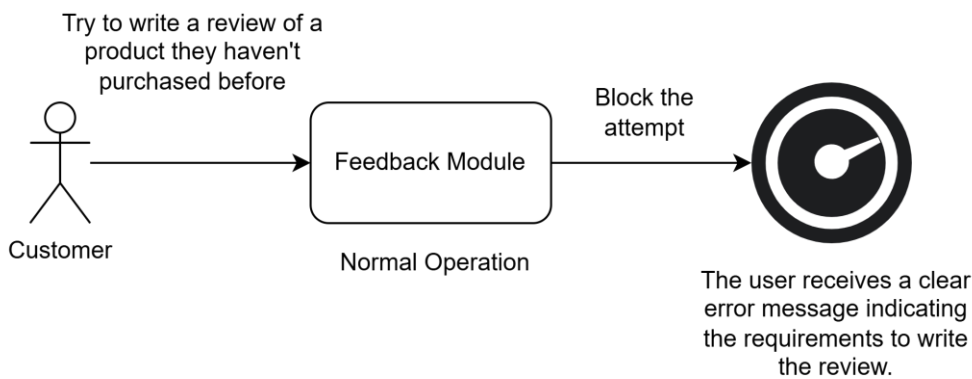 Try to write a review of a
product they haven't
purchased before
Customer
Feedback Module
Normal Operation
Block the
attempt
The user receives a clear
error message indicating
the requirements to write
the review.